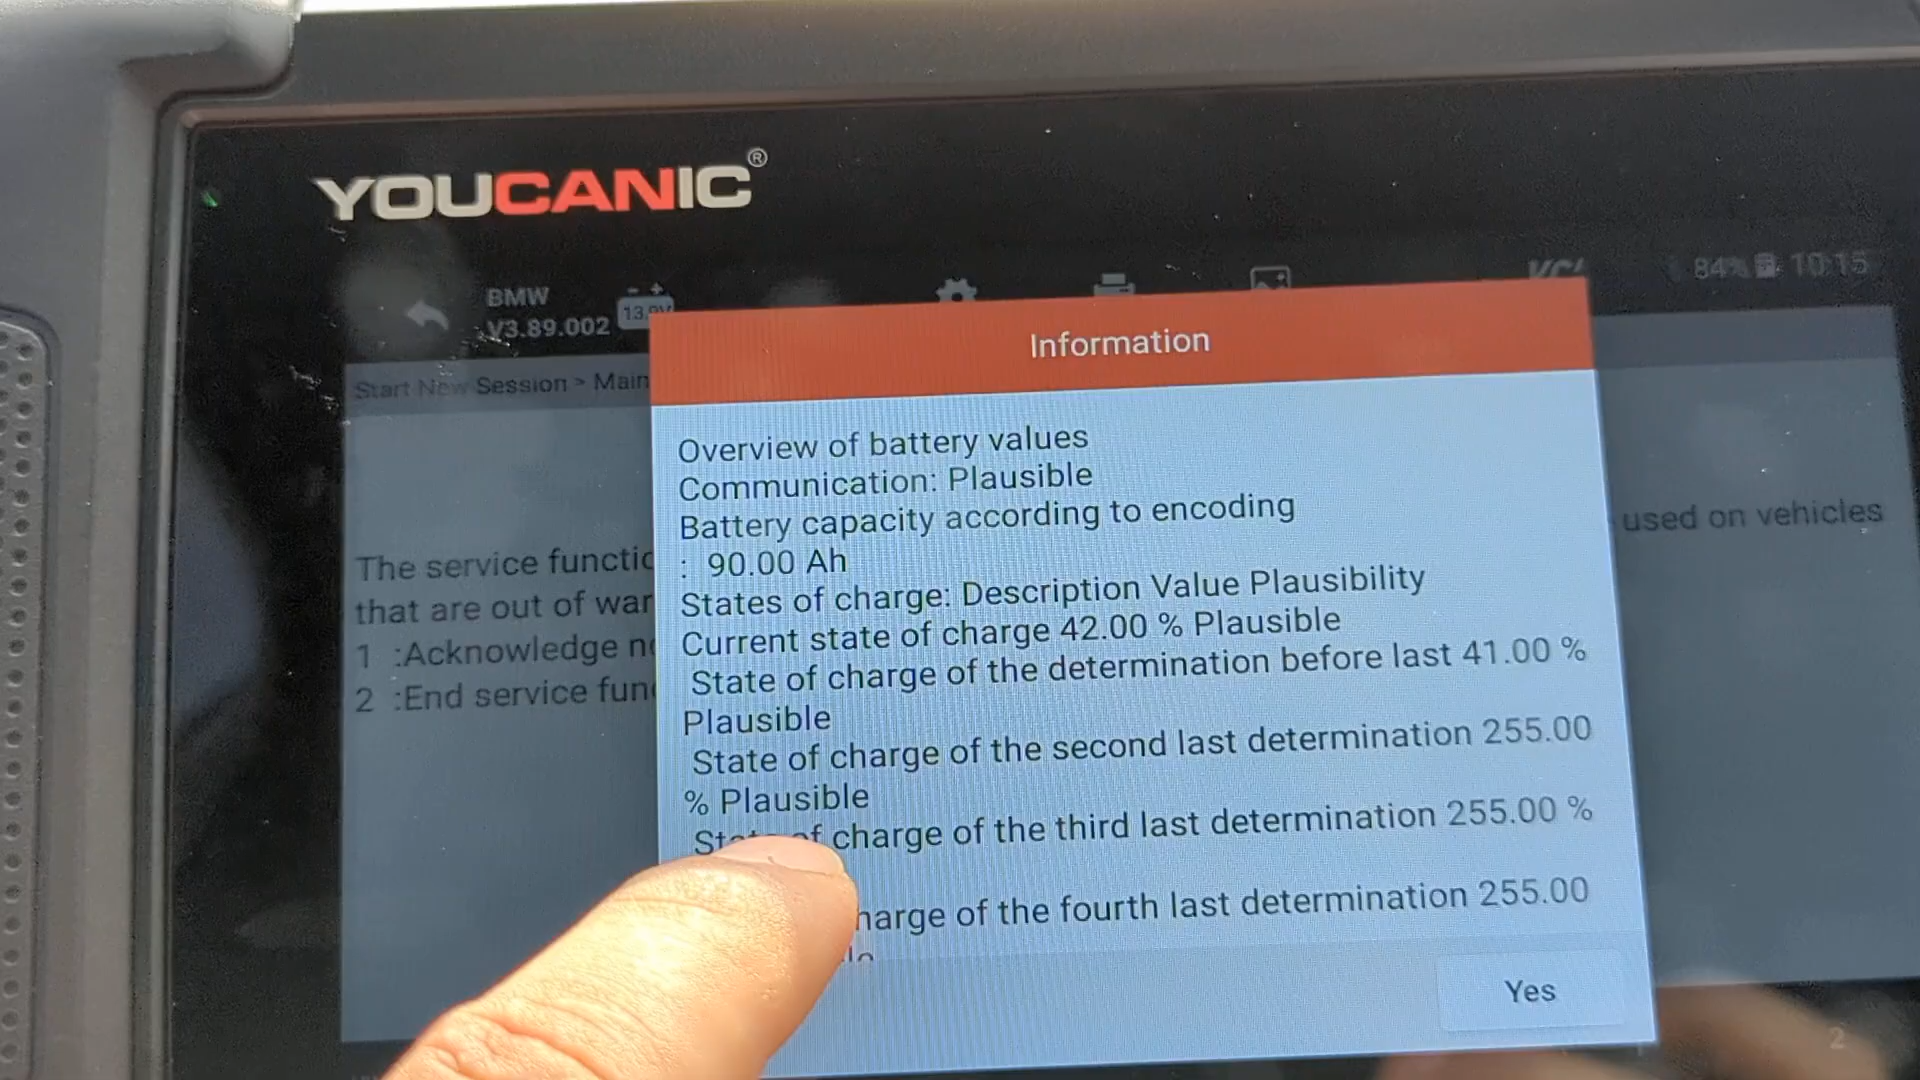 YOUCANIC®
BMW
V3.89.002
84% 10:15
Start New Session > Main
Information
Overview of battery values
Communication: Plausible
Battery capacity according to encoding
: 90.00 Ah
States of charge: Description Value Plausibility
Current state of charge 42.00 % Plausible
State of charge of the determination before last 41.00 %
Plausible
State of charge of the second last determination 255.00
% Plausible
State of charge of the third last determination 255.00 %
charge of the fourth last determination 255.00
Yes
The service functio
used on vehicles
that are out of war
1 :Acknowledge no
2 :End service fun
2